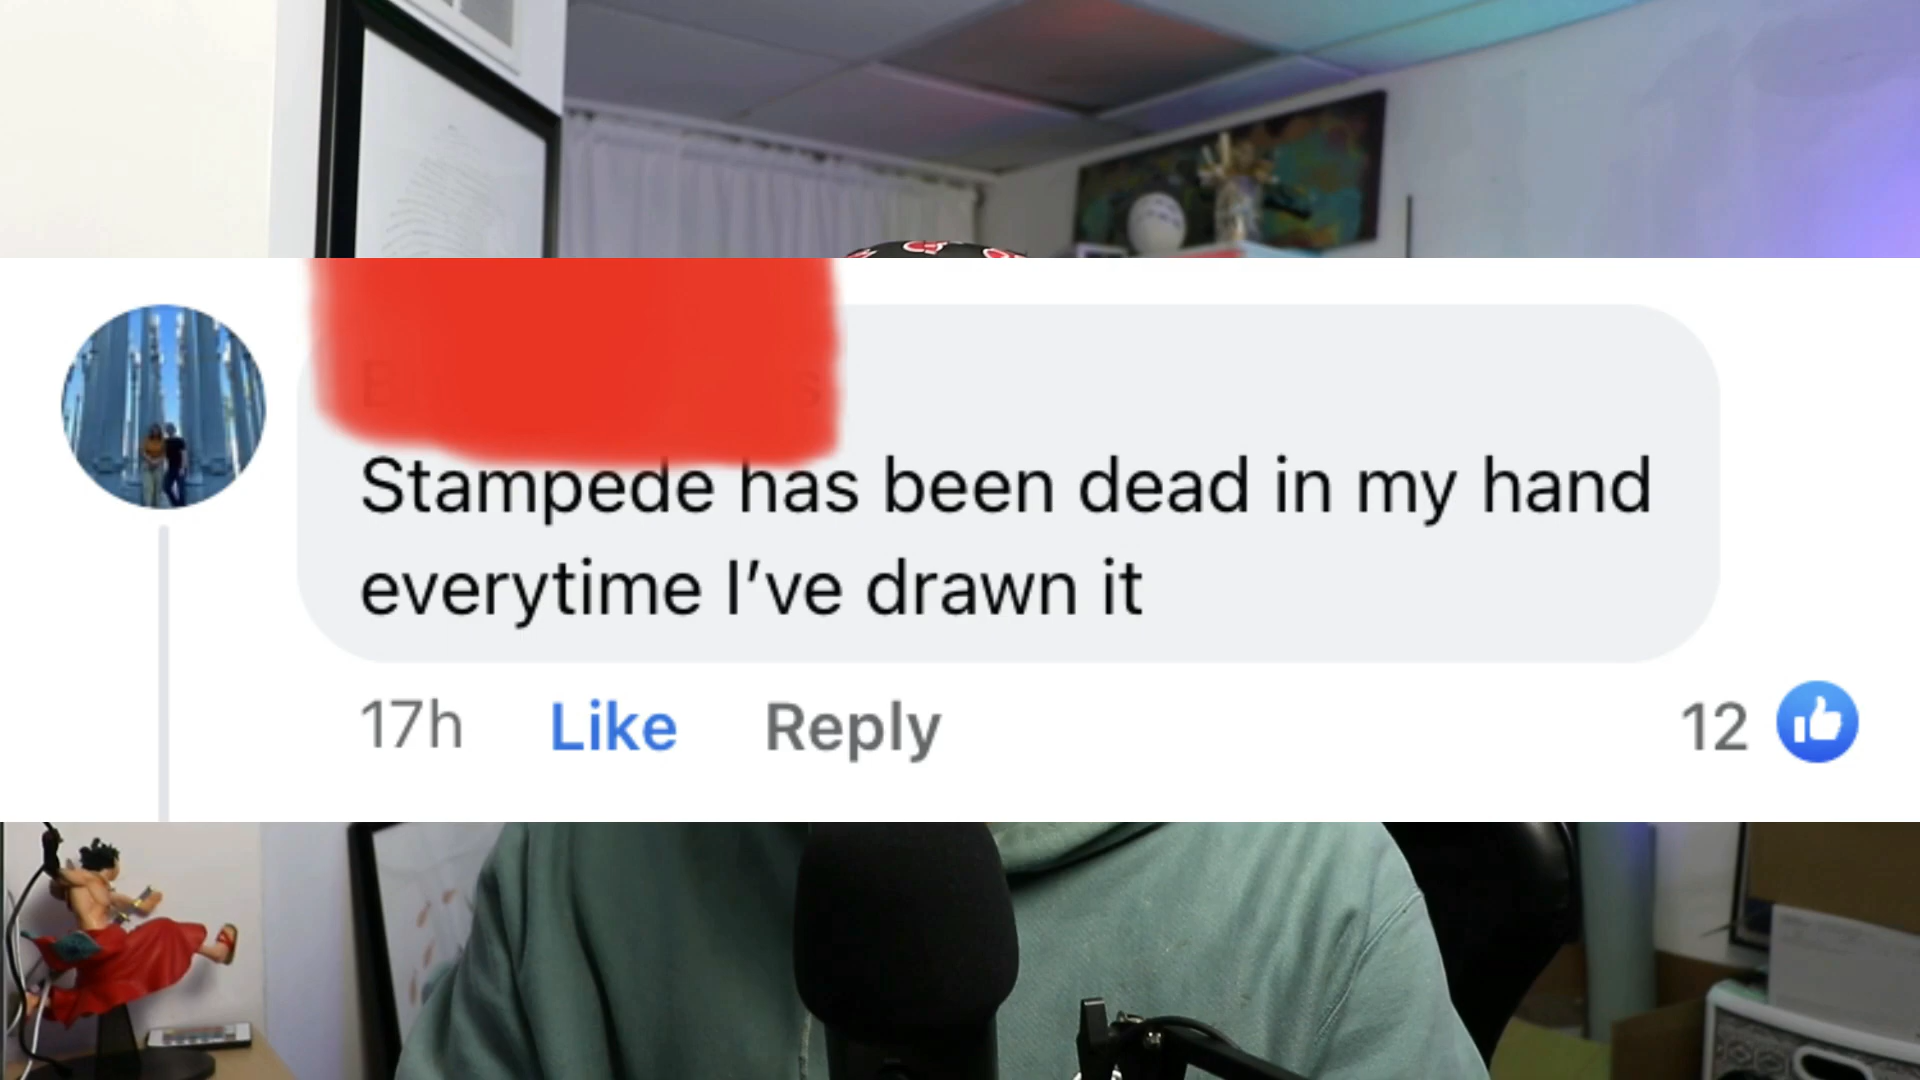 Stampede has been dead in my hand
everytime I've drawn it
17h Like Reply 12